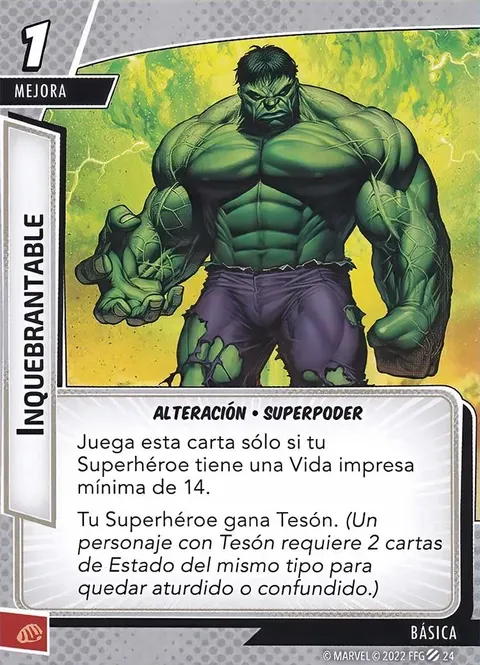 1
MEJORA
INQUEBRANTABLE
ALTERACIÓN • SUPERPODER
Juega esta carta sólo si tu
Superhéroe tiene una Vida impresa
mínima de 14.
Tu Superhéroe gana Tesón. (Un
personaje con Tesón requiere 2 cartas
de Estado del mismo tipo para
quedar aturdido o confundido.)
BÁSICA
© MARVEL © 2022 FFG 24